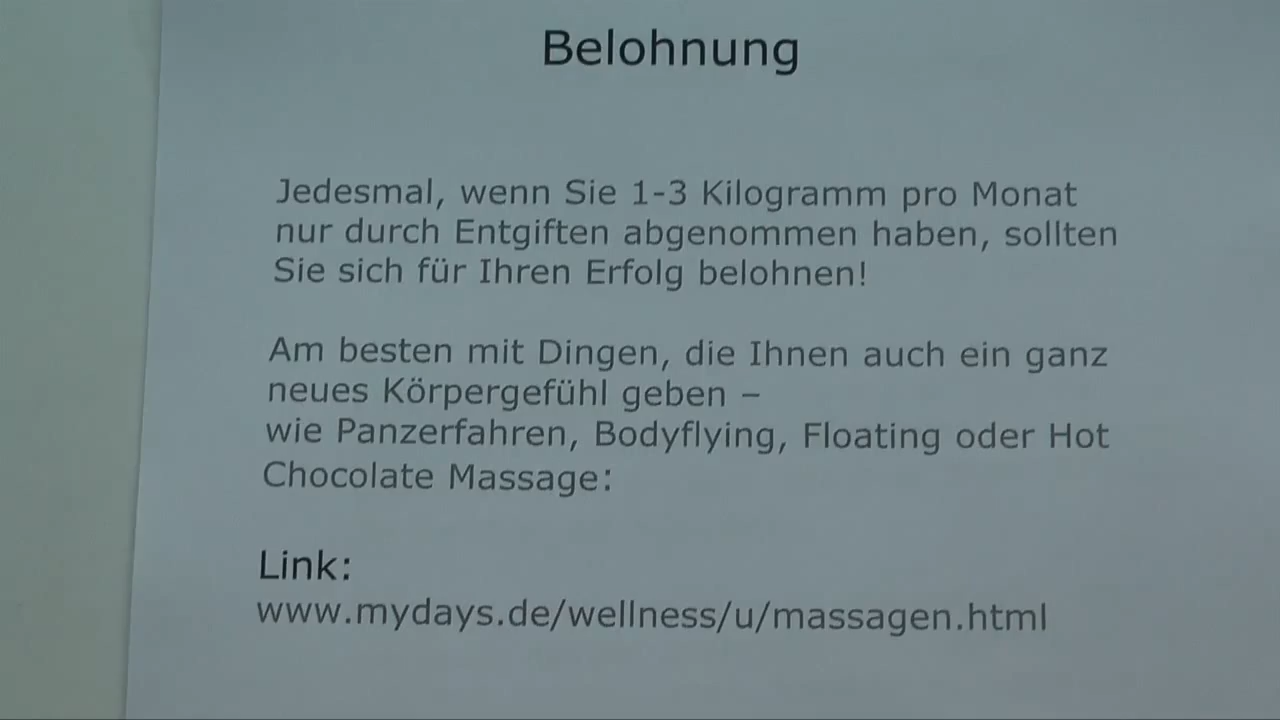 Belohnung
Jedesmal, wenn Sie 1-3 Kilogramm pro Monat
nur durch Entgiften abgenommen haben, sollten
Sie sich für Ihren Erfolg belohnen!
Am besten mit Dingen, die Ihnen auch ein ganz
neues Körpergefühl geben –
wie Panzerfahren, Bodyflying, Floating oder Hot
Chocolate Massage:
Link:
www.mydays.de/wellness/u/massagen.html